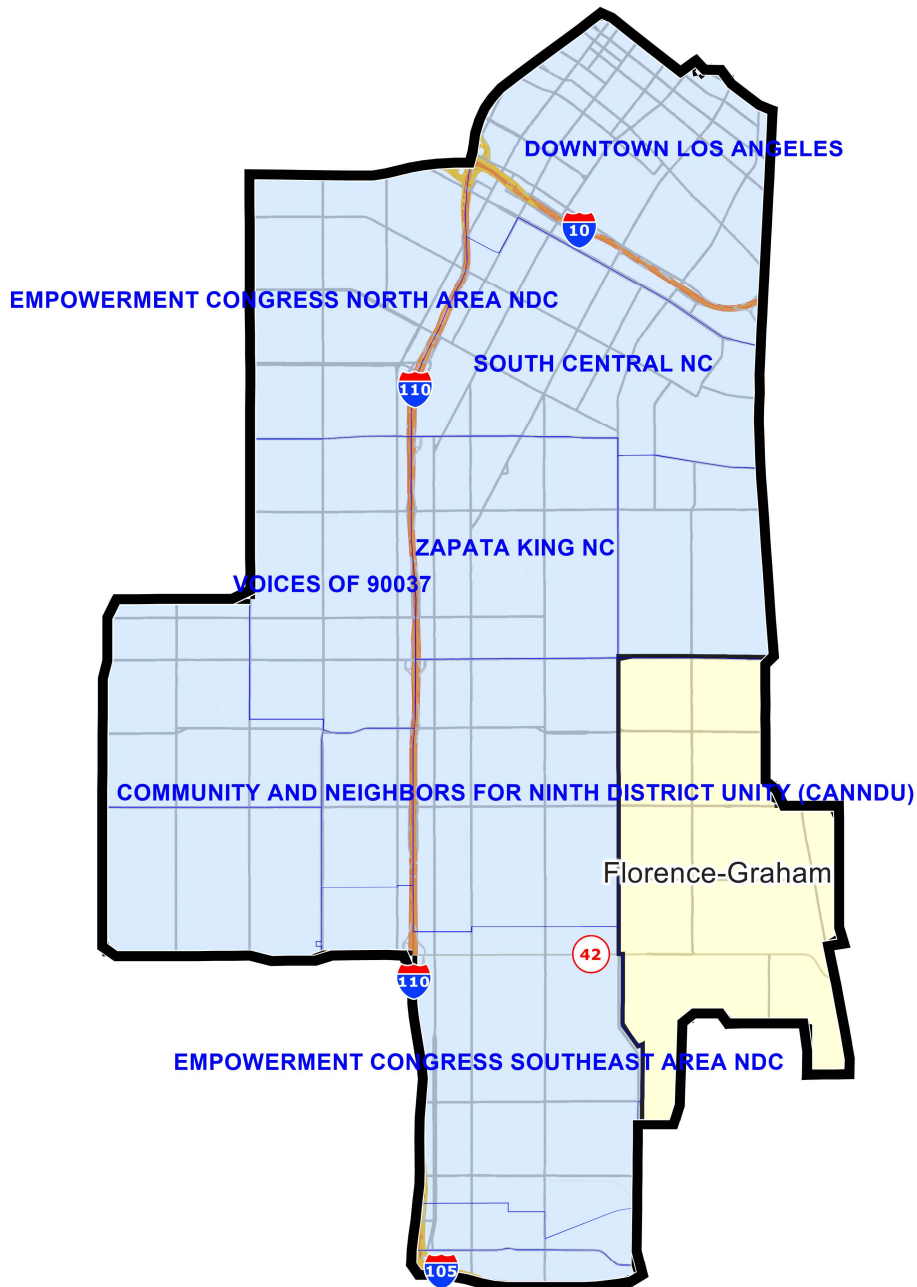 DOWNTOWN LOS ANGELES
10
EMPOWERMENT CONGRESS NORTH AREA NDC
SOUTH CENTRAL NC
110
ZAPATA KING NC
VOICES OF 90037
COMMUNITY AND NEIGHBORS FOR NINTH DISTRICT UNITY (CANNDU)
Florence-Graham
42
110
EMPOWERMENT CONGRESS SOUTHEAST AREA NDC
105